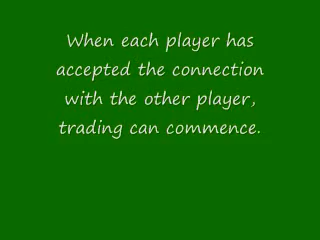 When each player has
accepted the connection
with the other player,
trading can commence.